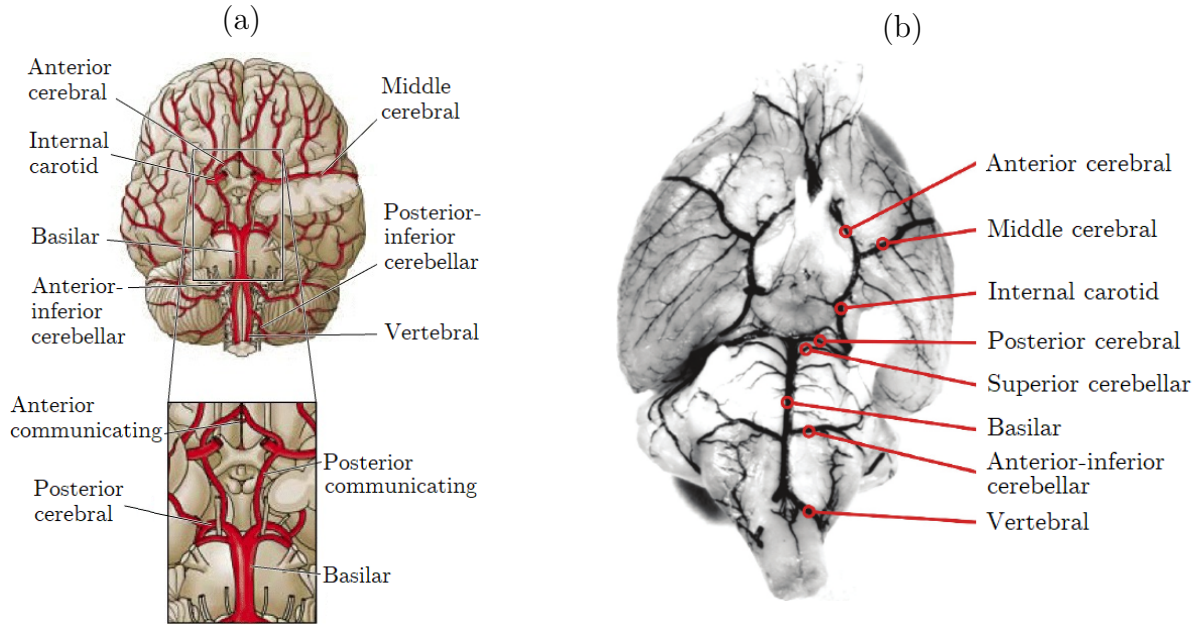 (a)
Anterior
cerebral
Internal
carotid
Basilar
Anterior-
inferior
cerebellar
Middle
cerebral
Posterior-
inferior
cerebellar
Vertebral
Anterior
communicating
Posterior
cerebral
Posterior
communicating
Basilar
(b)
Anterior cerebral
Middle cerebral
Internal carotid
Posterior cerebral
Superior cerebellar
Basilar
Anterior-inferior
cerebellar
Vertebral